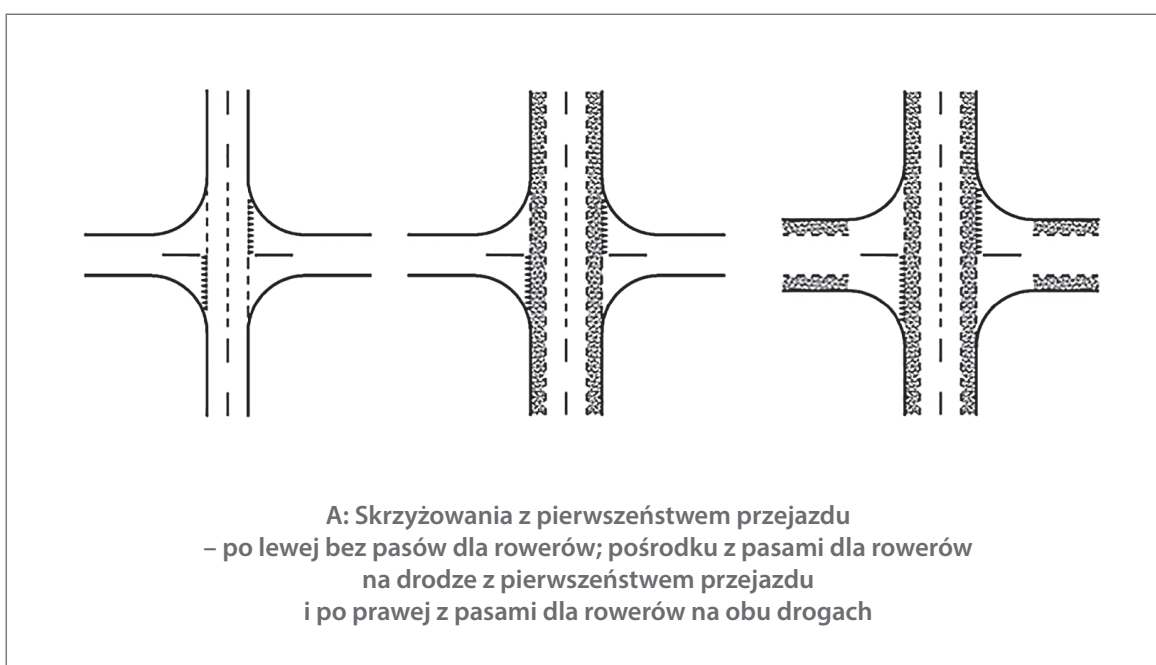 A: Skrzyżowania z pierwszeństwem przejazdu
– po lewej bez pasów dla rowerów; pośrodku z pasami dla rowerów
na drodze z pierwszeństwem przejazdu
i po prawej z pasami dla rowerów na obu drogach